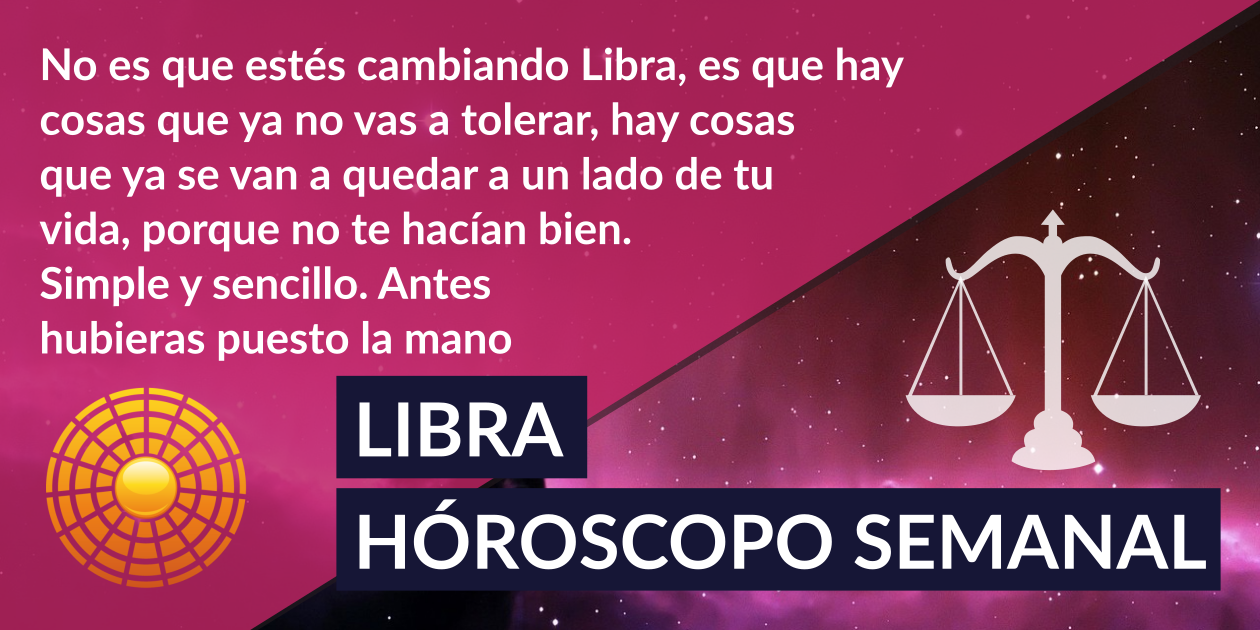 No es que estés cambiando Libra, es que hay
cosas que ya no vas a tolerar, hay cosas
que ya se van a quedar a un lado de tu
vida, porque no te hacían bien.
Simple y sencillo. Antes
hubieras puesto la mano
LIBRA
HÓROSCOPO SEMANAL